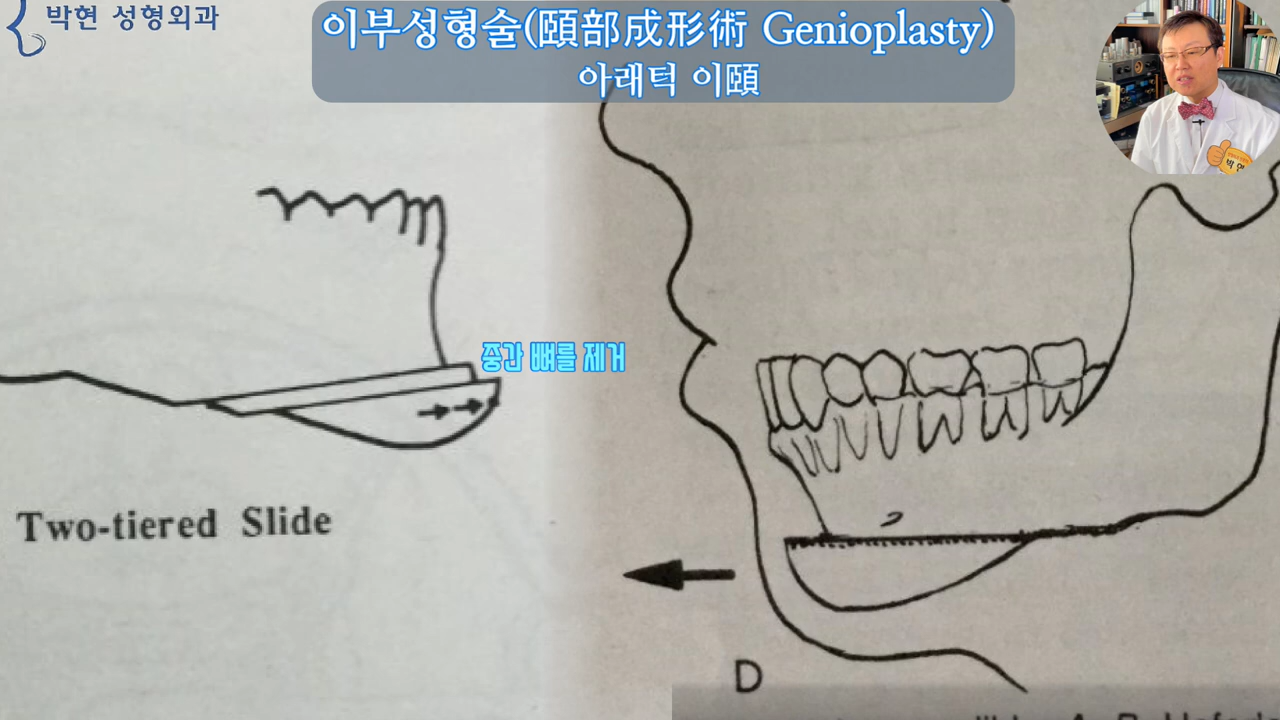 박현 성형외과
이부성형술(頤部成形術 Genioplasty)
아래턱 이頤
중간 뼈를 제거
Two-tiered Slide
D